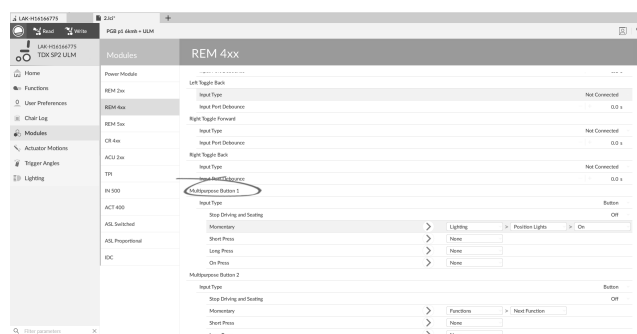 LAK-H16166775
2.lci*
+
Read
Write
PGB p1 6kmh + ULM
LAK-H16166775
TDX SP2 ULM
Modules
REM 4xx
Home
Functions
User Preferences
Chair Log
Modules
Actuator Motions
Trigger Angles
Lighting
Filter parameters
Power Module
REM 2xx
REM 4xx
REM 5xx
CR 4xx
ACU 2xx
TPI
IN 500
ACT 400
ASL Switched
ASL Proportional
IDC
Left Toggle Back
Input Type Not Connected
Input Port Debounce 0.0 s
Right Toggle Forward
Input Type Not Connected
Input Port Debounce 0.0 s
Right Toggle Back
Input Type Not Connected
Input Port Debounce 0.0 s
Multipurpose Button 1
Input Type Button
Stop Driving and Seating Off
Momentary > Lighting > Position Lights > On
Short Press > None
Long Press > None
On Press > None
Multipurpose Button 2
Input Type Button
Stop Driving and Seating Off
Momentary > Functions > Next Function
Short Press > None